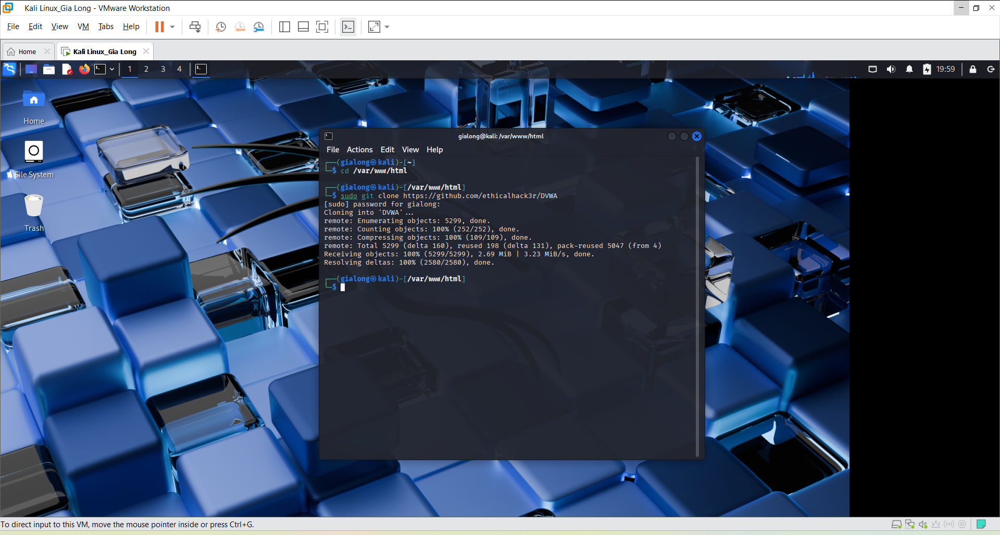 Kali Linux_Gia Long - VMware Workstation
File Edit View VM Tabs Help
Home Kali Linux_Gia Long
1 2 3 4 19:59
Home
File System
Trash
gialong@kali: /var/www/html
File Actions Edit View Help
┌──(gialong㉿kali)-[~]
└─$ cd /var/www/html
┌──(gialong㉿kali)-[/var/www/html]
└─$ sudo git clone https://github.com/ethicalhack3r/DVWA
[sudo] password for gialong:
Cloning into 'DVWA'...
remote: Enumerating objects: 5299, done.
remote: Counting objects: 100% (252/252), done.
remote: Compressing objects: 100% (109/109), done.
remote: Total 5299 (delta 160), reused 198 (delta 131), pack-reused 5047 (from 4)
Receiving objects: 100% (5299/5299), 2.69 MiB | 3.23 MiB/s, done.
Resolving deltas: 100% (2580/2580), done.
┌──(gialong㉿kali)-[/var/www/html]
└─$
To direct input to this VM, move the mouse pointer inside or press Ctrl+G.